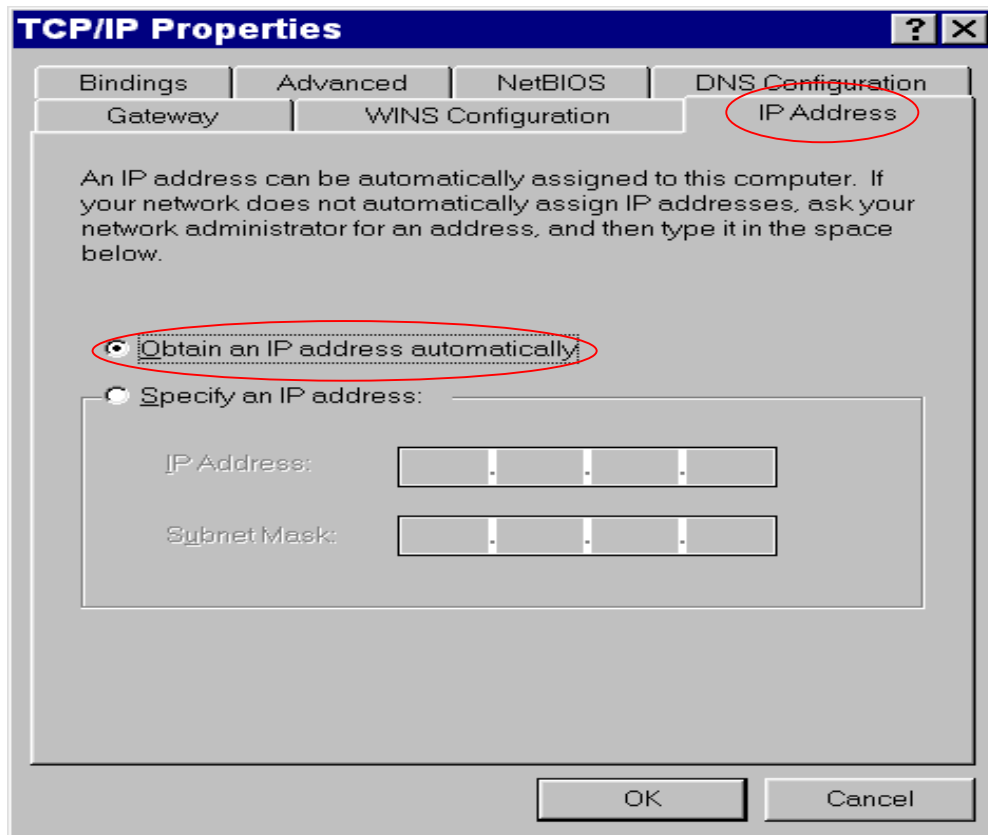 TCP/IP Properties
? X
Bindings Advanced NetBIOS DNS Configuration
Gateway WINS Configuration IP Address
An IP address can be automatically assigned to this computer. If
your network does not automatically assign IP addresses, ask your
network administrator for an address, and then type it in the space
below.
Obtain an IP address automatically
Specify an IP address:
IP Address: . . .
Subnet Mask: . . .
OK Cancel